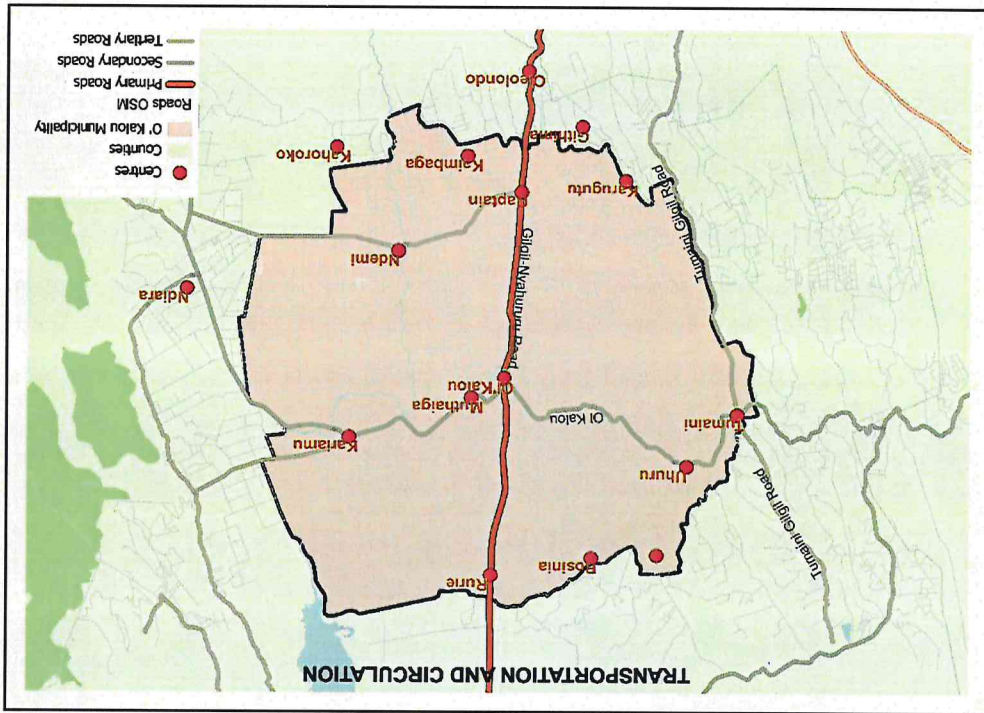 TRANSPORTATION AND CIRCULATION
Rurie
Bosinia
Tumaini-Gilgil Road
Uhuru
Kariamu
Tumaini
Ol Kalou
Muthaiga
Ol'Kalou
Gilgil-Nyahururu Road
Ndiara
Ndemi
Tumaini Gilgil Road
Captain
Karugutu
Kaimbaga
Kahoroko
Githima
Oleolondo
Centres
Counties
O' Kalou Municipality
Roads OSM
Primary Roads
Secondary Roads
Tertiary Roads